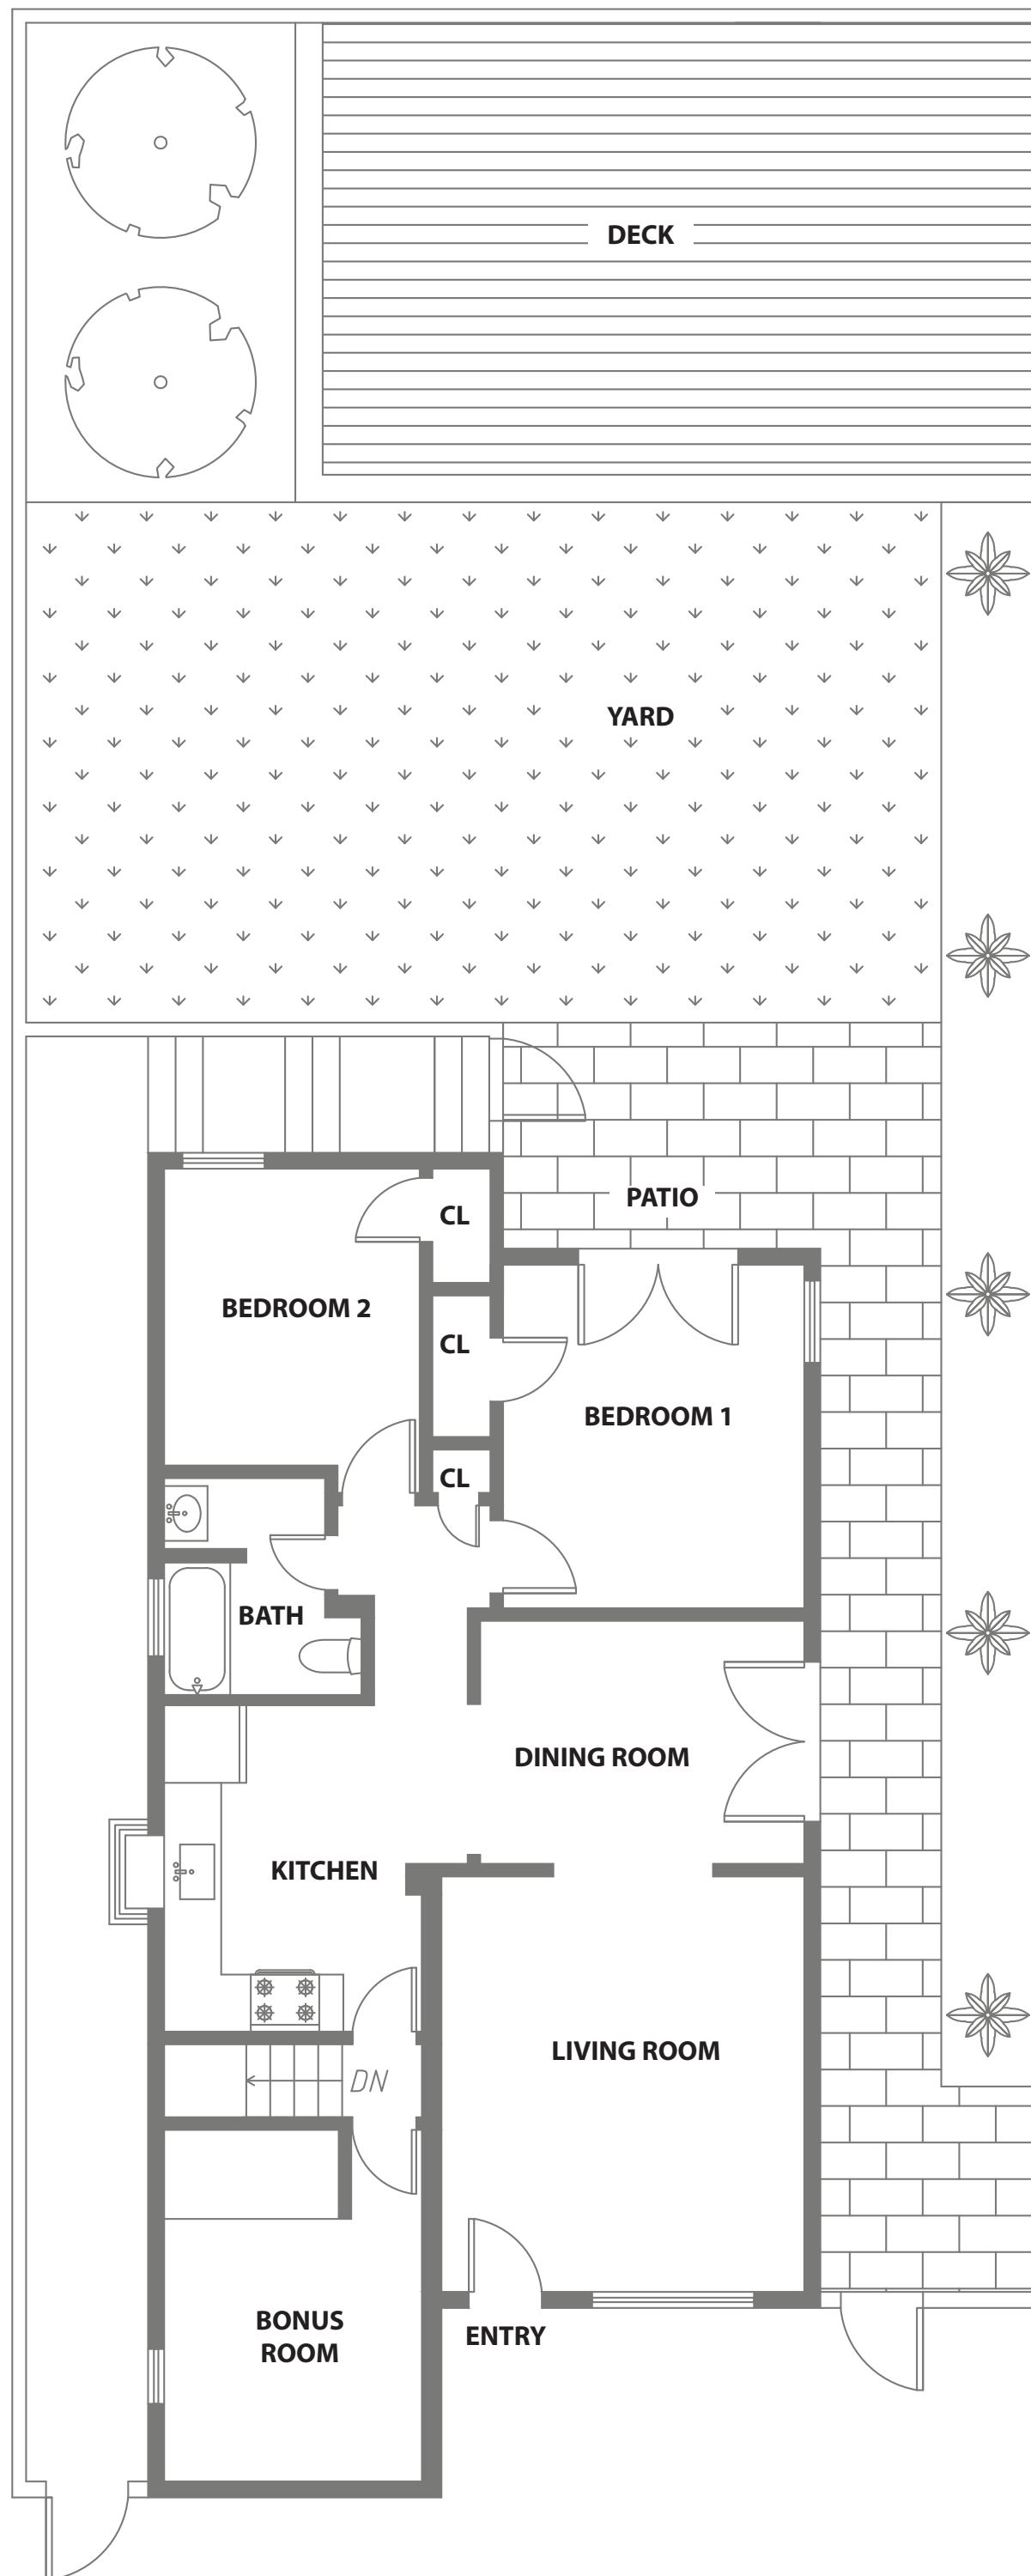 DECK
YARD
PATIO
CL
BEDROOM 2
CL
BEDROOM 1
CL
BATH
DINING ROOM
KITCHEN
LIVING ROOM
DN
BONUS
ROOM
ENTRY